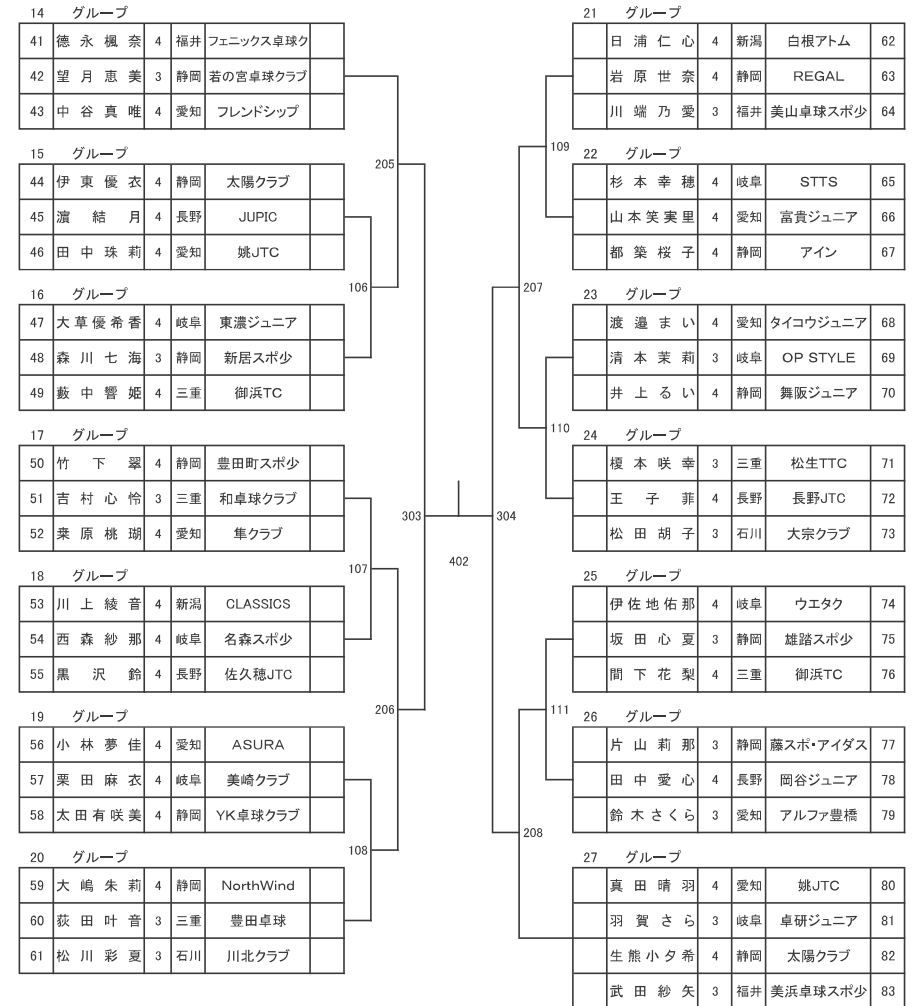 14 グループ
41 德永楓奈 4 福井 フェニックス卓球ク
42 望月恵美 3 静岡 若の宮卓球クラブ
43 中谷真唯 4 愛知 フレンドシップ
15 グループ
44 伊東優衣 4 静岡 太陽クラブ
45 濵結月 4 長野 JUPIC
46 田中珠莉 4 愛知 姚JTC
16 グループ
47 大草優希香 4 岐阜 東濃ジュニア
48 森川七海 3 静岡 新居スポ少
49 藪中響姫 4 三重 御浜TC
17 グループ
50 竹下翠 4 静岡 豊田町スポ少
51 吉村心怜 3 三重 和卓球クラブ
52 桒原桃瑚 4 愛知 隼クラブ
18 グループ
53 川上綾音 4 新潟 CLASSICS
54 西森紗那 4 岐阜 名森スポ少
55 黒沢鈴 4 長野 佐久穂JTC
19 グループ
56 小林夢佳 4 愛知 ASURA
57 栗田麻衣 4 岐阜 美崎クラブ
58 太田有咲美 4 静岡 YK卓球クラブ
20 グループ
59 大嶋朱莉 4 静岡 NorthWind
60 荻田叶音 3 三重 豊田卓球
61 松川彩夏 3 石川 川北クラブ
205
106
107
206
108
303
402
304
109
207
110
111
208
21 グループ
日浦仁心 4 新潟 白根アトム 62
岩原世奈 4 静岡 REGAL 63
川端乃愛 3 福井 美山卓球スポ少 64
22 グループ
杉本幸穂 4 岐阜 STTS 65
山本笑実里 4 愛知 富貴ジュニア 66
都築桜子 4 静岡 アイン 67
23 グループ
渡邉まい 4 愛知 タイコウジュニア 68
清本茉莉 3 岐阜 OP STYLE 69
井上るい 4 静岡 舞阪ジュニア 70
24 グループ
榎本咲幸 3 三重 松生TTC 71
王子菲 4 長野 長野JTC 72
松田胡子 3 石川 大宗クラブ 73
25 グループ
伊佐地佑那 4 岐阜 ウエタク 74
坂田心夏 3 静岡 雄踏スポ少 75
間下花梨 4 三重 御浜TC 76
26 グループ
片山莉那 3 静岡 藤スポ・アイダス 77
田中愛心 4 長野 岡谷ジュニア 78
鈴木さくら 3 愛知 アルファ豊橋 79
27 グループ
真田晴羽 4 愛知 姚JTC 80
羽賀さら 3 岐阜 卓研ジュニア 81
生熊小夕希 4 静岡 太陽クラブ 82
武田紗矢 3 福井 美浜卓球スポ少 83